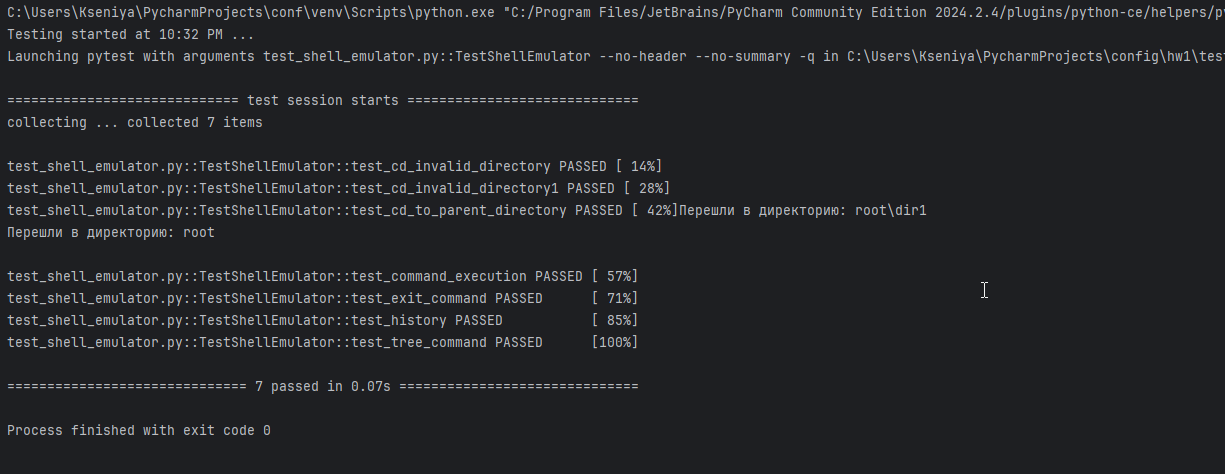 C:\Users\Kseniya\PycharmProjects\conf\venv\Scripts\python.exe "C:/Program Files/JetBrains/PyCharm Community Edition 2024.2.4/plugins/python-ce/helpers/py
Testing started at 10:32 PM ...
Launching pytest with arguments test_shell_emulator.py::TestShellEmulator --no-header --no-summary -q in C:\Users\Kseniya\PycharmProjects\config\hw1\test
============================= test session starts =============================
collecting ... collected 7 items
test_shell_emulator.py::TestShellEmulator::test_cd_invalid_directory PASSED [ 14%]
test_shell_emulator.py::TestShellEmulator::test_cd_invalid_directory1 PASSED [ 28%]
test_shell_emulator.py::TestShellEmulator::test_cd_to_parent_directory PASSED [ 42%]Перешли в директорию: root\dir1
Перешли в директорию: root
test_shell_emulator.py::TestShellEmulator::test_command_execution PASSED [ 57%]
test_shell_emulator.py::TestShellEmulator::test_exit_command PASSED      [ 71%]
test_shell_emulator.py::TestShellEmulator::test_history PASSED           [ 85%]
test_shell_emulator.py::TestShellEmulator::test_tree_command PASSED      [100%]
============================== 7 passed in 0.07s ==============================
Process finished with exit code 0